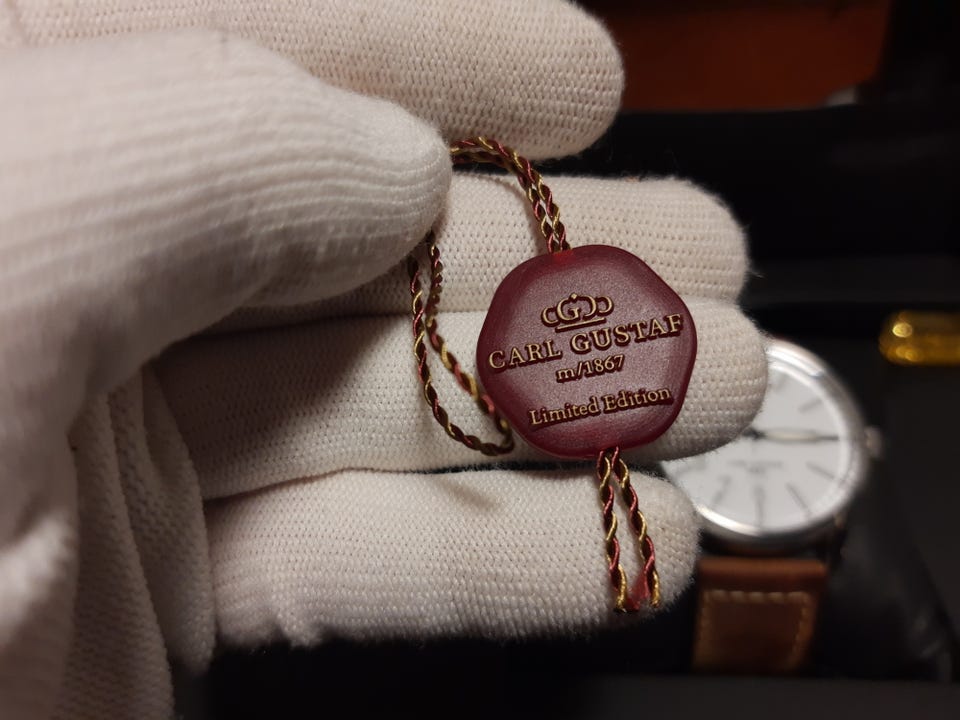 CARL GUSTAF
m/1867
Limited Edition